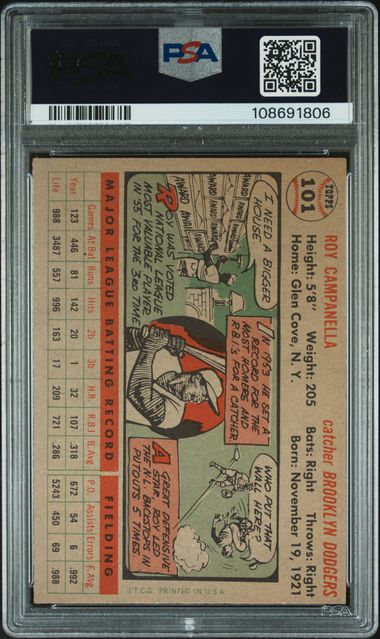 PSA
PSA
108691806
TOPPS
101
ROY CAMPANELLA
catcher BROOKLYN DODGERS
Height: 5'8" Weight: 205 Bats: Right Throws: Right
Home: Glen Cove, N. Y. Born: November 19, 1921
I NEED A BIGGER
HOUSE
AWARD
AWARD
AWARD
AWARD
ROY WAS VOTED
NATIONAL LEAGUE
MOST VALUABLE PLAYER
IN '55 FOR THE 3RD TIME.
IN 1953 HE SET A
RECORD FOR THE
MOST HOMERS AND
R.B.I.'S FOR A CATCHER.
WHO PUT THAT
WALL HERE?
A GREAT DEFENSIVE
STAR, ROY LED
THE N.L. BACKSTOPS IN
PUTOUTS 5 TIMES.
MAJOR LEAGUE BATTING RECORD FIELDING
Games At Bat Runs Hits 2b 3b H.R. R.B.I. B. Avg. P.O. Assists Errors F. Avg.
Year 123 446 81 142 20 1 32 107 .318 672 54 6 .992
Life 988 3487 557 996 163 17 209 721 .286 5243 450 69 .988
©T.C.G. PRINTED IN U.S.A.
PSA